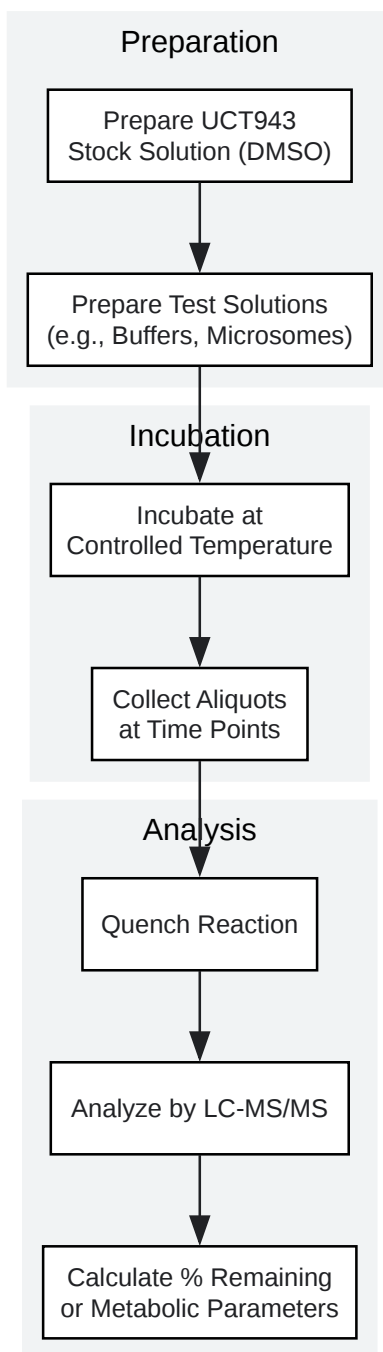 Preparation
Prepare UCT943
Stock Solution (DMSO)
Prepare Test Solutions
(e.g., Buffers, Microsomes)
Incubation
Incubate at
Controlled Temperature
Collect Aliquots
at Time Points
Analysis
Quench Reaction
Analyze by LC-MS/MS
Calculate % Remaining
or Metabolic Parameters